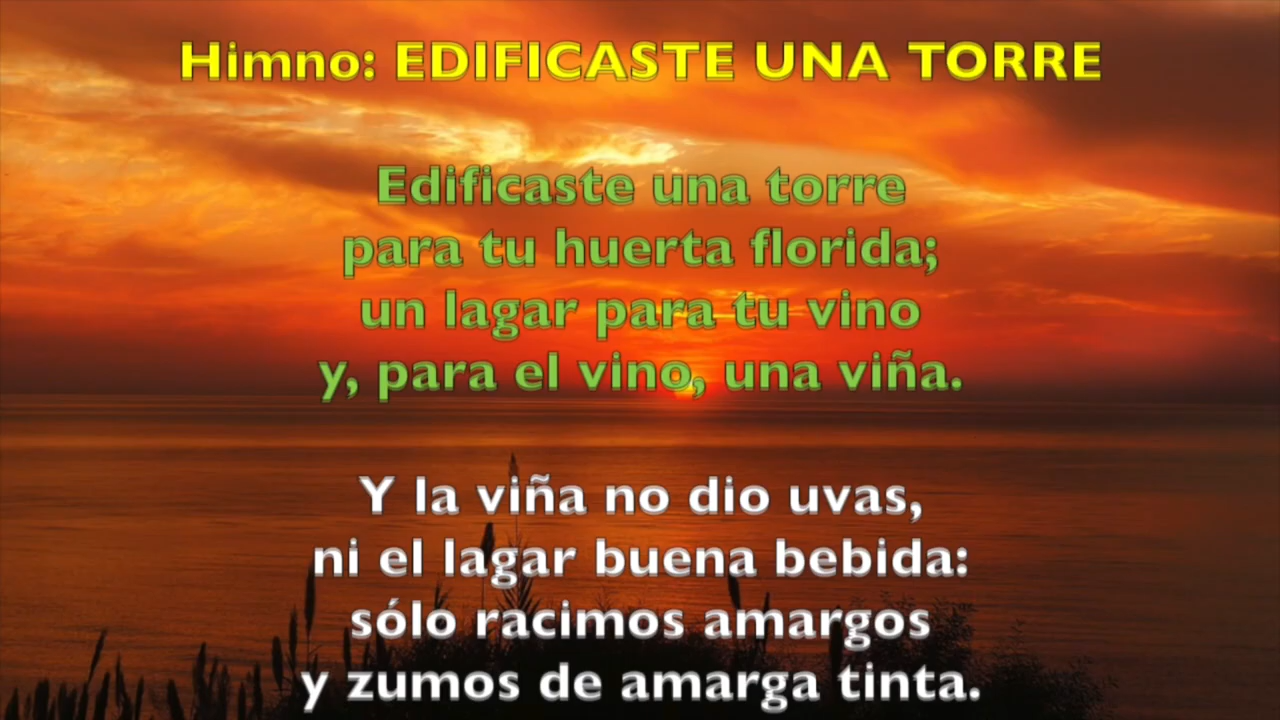 Himno: EDIFICASTE UNA TORRE
Edificaste una torre
para tu huerta florida;
un lagar para tu vino
y, para el vino, una viña.
Y la viña no dio uvas,
ni el lagar buena bebida:
sólo racimos amargos
y zumos de amarga tinta.